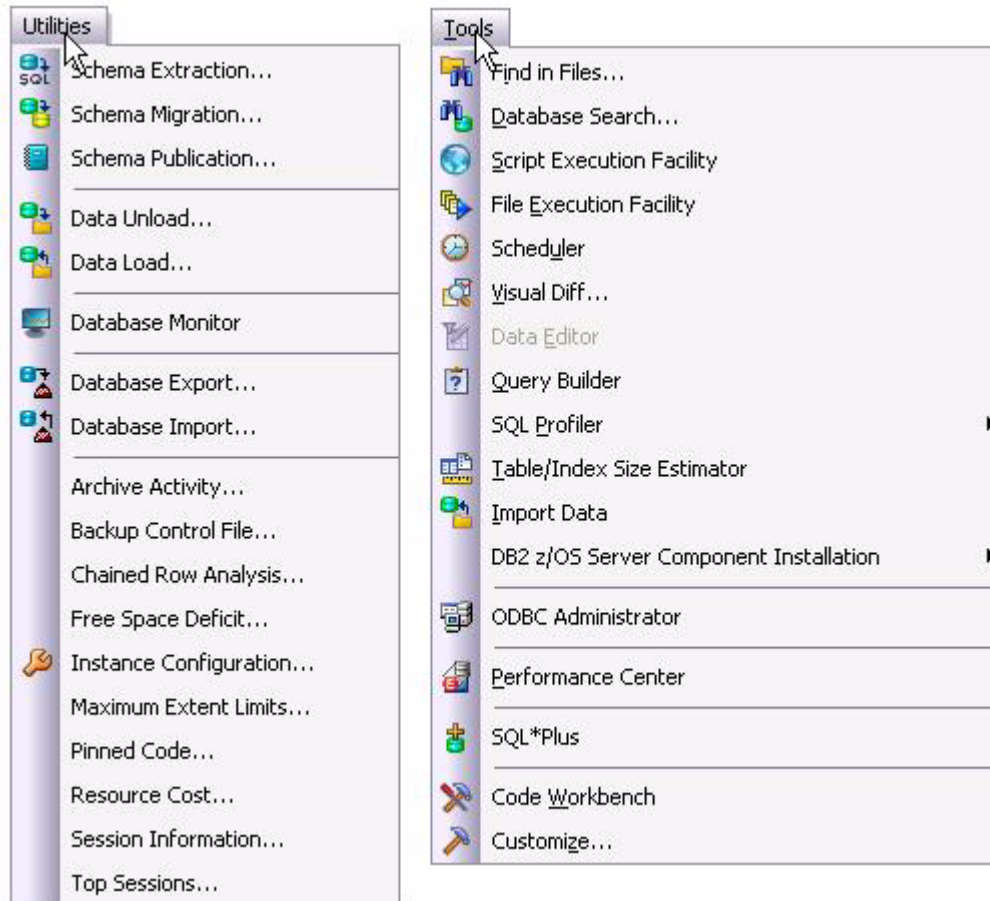 Utilities
Schema Extraction...
Schema Migration...
Schema Publication...
Data Unload...
Data Load...
Database Monitor
Database Export...
Database Import...
Archive Activity...
Backup Control File...
Chained Row Analysis...
Free Space Deficit...
Instance Configuration...
Maximum Extent Limits...
Pinned Code...
Resource Cost...
Session Information...
Top Sessions...
Tools
Find in Files...
Database Search...
Script Execution Facility
File Execution Facility
Scheduler
Visual Diff...
Data Editor
Query Builder
SQL Profiler
Table/Index Size Estimator
Import Data
DB2 z/OS Server Component Installation
ODBC Administrator
Performance Center
SQL*Plus
Code Workbench
Customize...